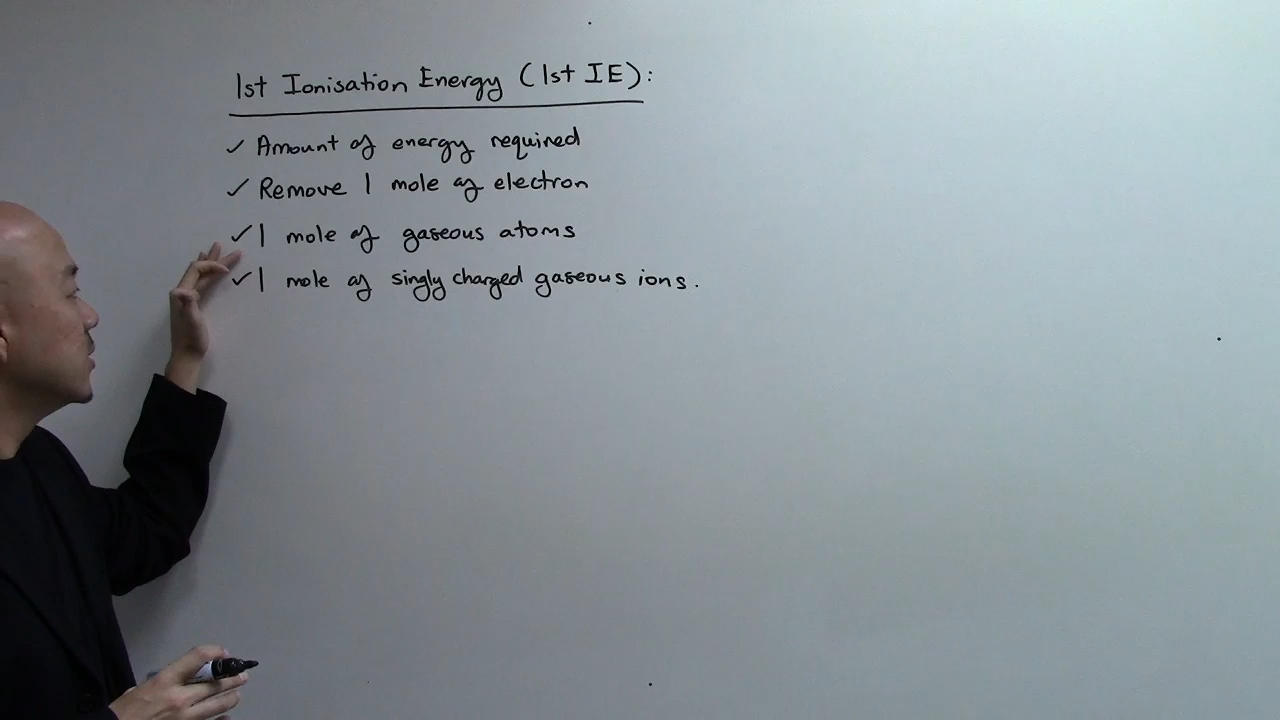 1st Ionisation Energy (1st IE):
✓ Amount of energy required
✓ Remove 1 mole of electron
✓ 1 mole of gaseous atoms
✓ 1 mole of singly charged gaseous ions.